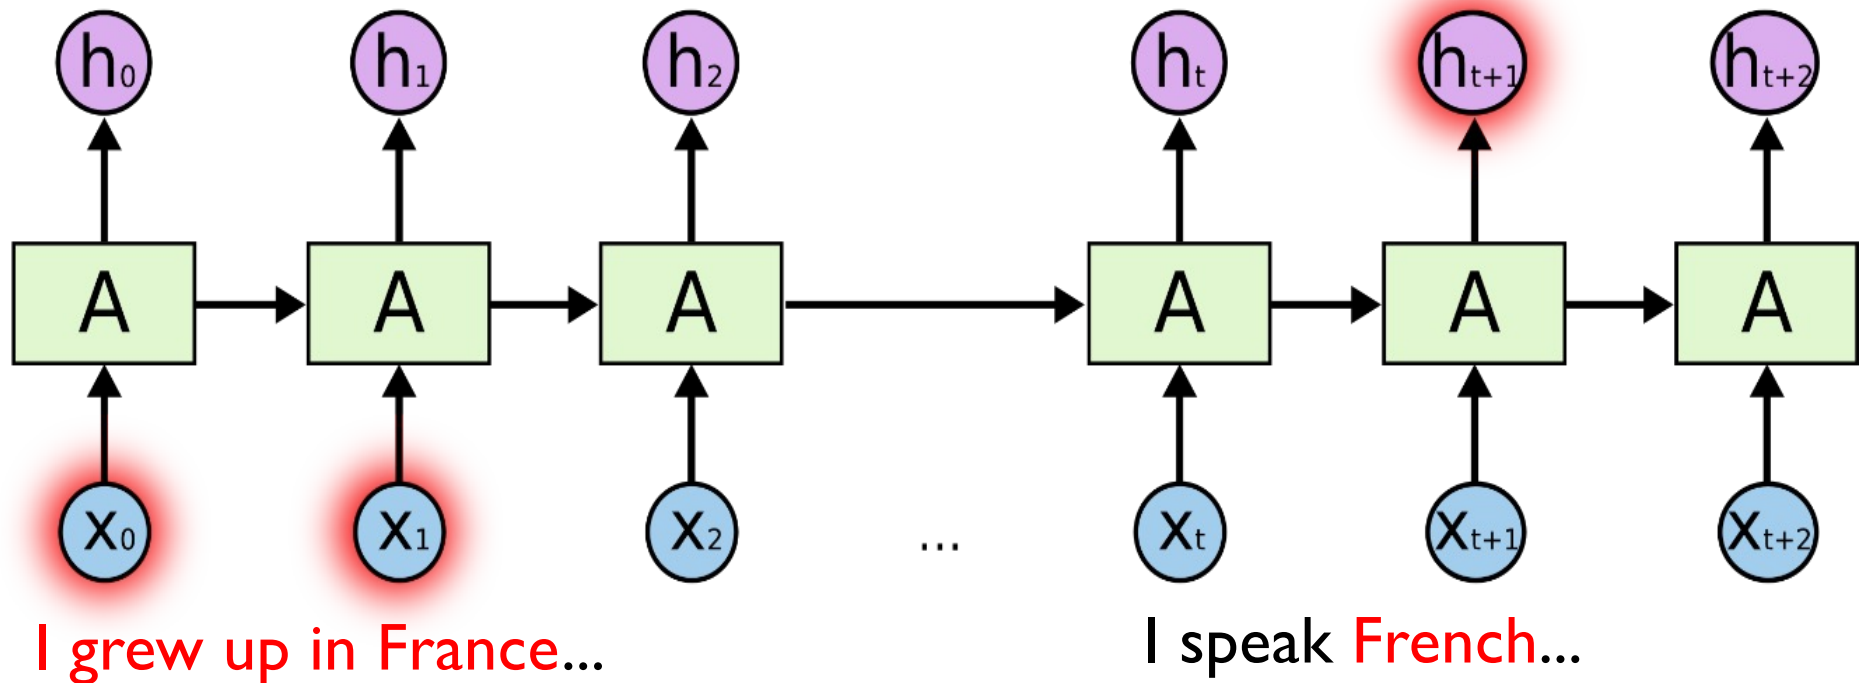 h0 h1 h2 ht ht+1 ht+2
A A A A A A
x0 x1 x2 ... xt xt+1 xt+2
I grew up in France... I speak French...